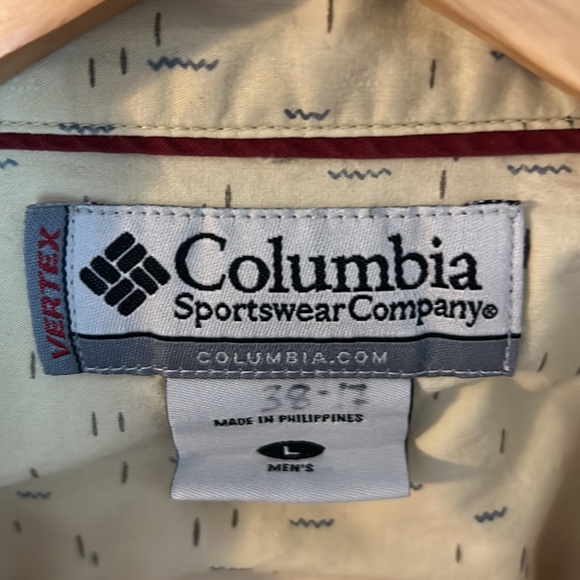 VERTEX
Columbia
Sportswear Company®
COLUMBIA.COM
38-17
MADE IN PHILIPPINES
L
MEN'S